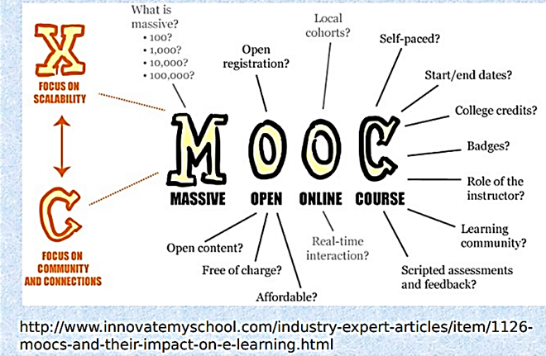 What is
massive?
• 100?
• 1,000?
• 10,000?
• 100,000?
Open
registration?
Local
cohorts?
Self-paced?
Start/end dates?
College credits?
Badges?
Role of the
instructor?
Learning
community?
Scripted assessments
and feedback?
X
FOCUS ON
SCALABILITY
C
FOCUS ON
COMMUNITY
AND CONNECTIONS
MOOC
MASSIVE OPEN ONLINE COURSE
Open content?
Free of charge?
Affordable?
Real-time
interaction?
http://www.innovatemyschool.com/industry-expert-articles/item/1126-
moocs-and-their-impact-on-e-learning.html